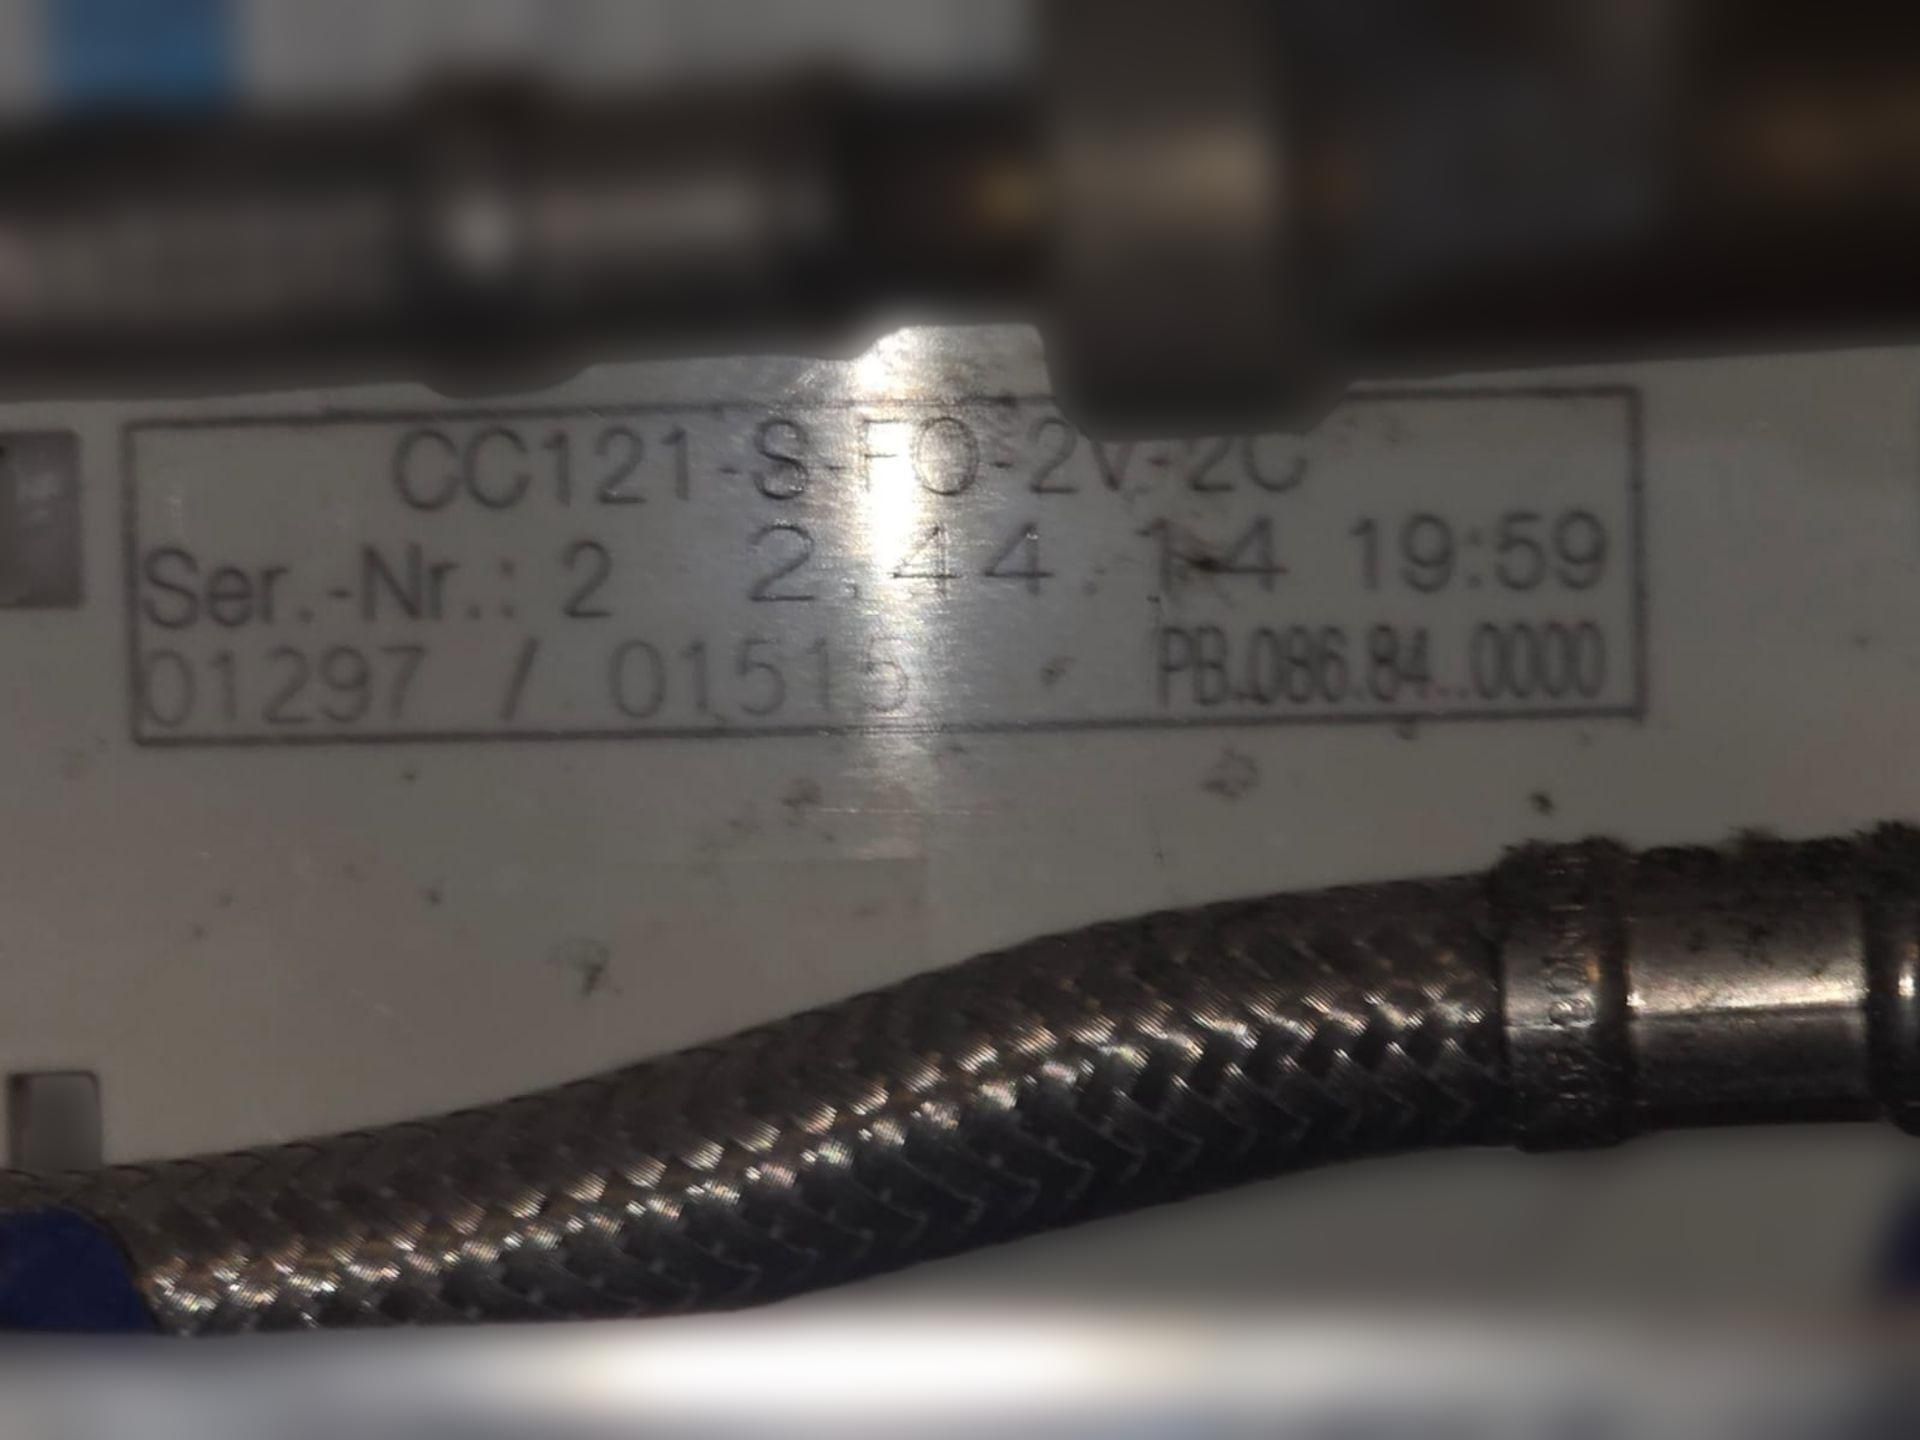 CC121-S-FO-2V-2C
Ser.-Nr.: 2 2.44.14 19:59
01297 / 01515 PB.086.84..0000